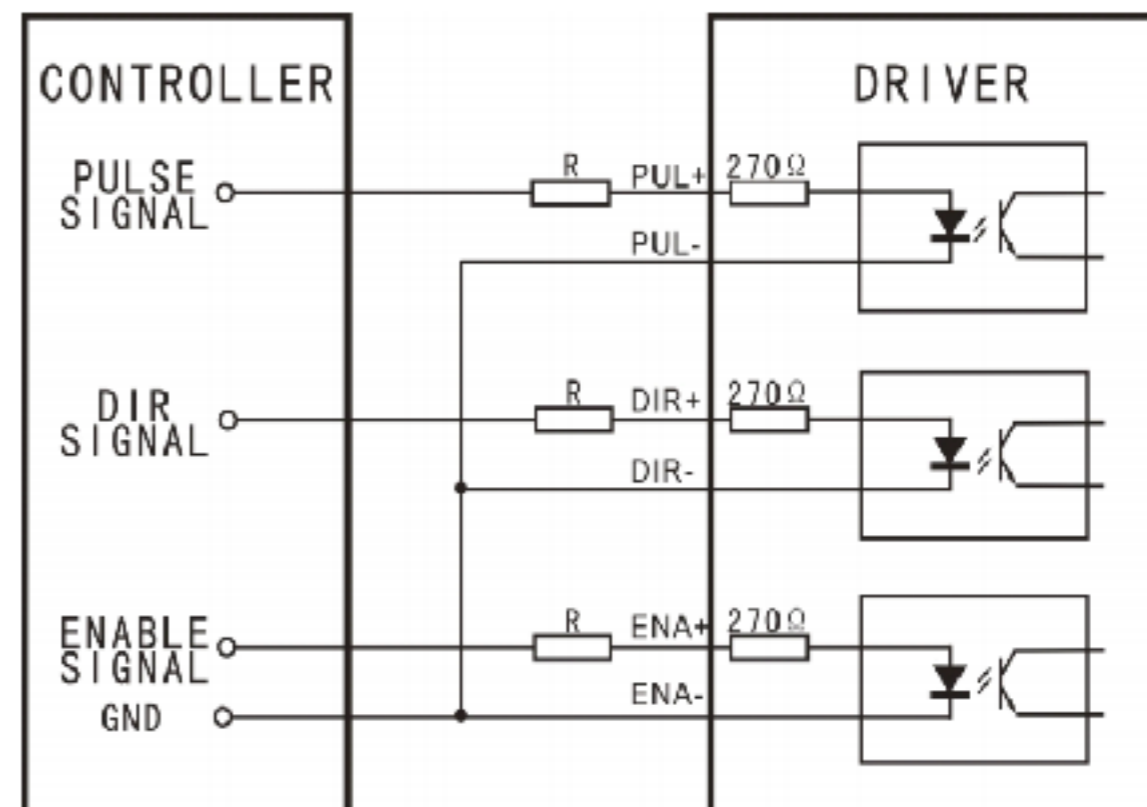 CONTROLLER
DRIVER
PULSE
SIGNAL
R
PUL+
270Ω
PUL-
DIR
SIGNAL
R
DIR+
270Ω
DIR-
ENABLE
SIGNAL
R
ENA+
270Ω
ENA-
GND